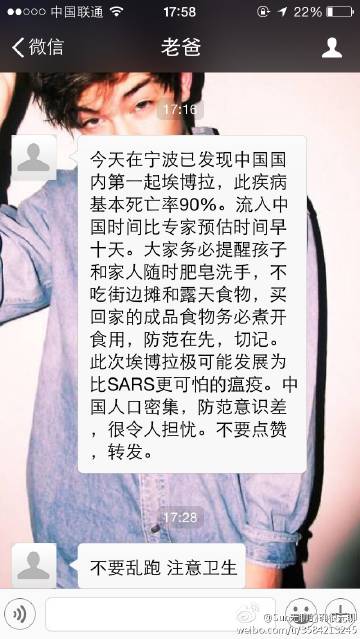 中国联通 17:58 22%
微信 老爸
17:16
今天在宁波已发现中国国
内第一起埃博拉，此疾病
基本死亡率90%。流入中
国时间比专家预估时间早
十天。大家务必提醒孩子
和家人随时肥皂洗手，不
吃街边摊和露天食物，买
回家的成品食物务必煮开
食用，防范在先，切记。
此次埃博拉极可能发展为
比SARS更可怕的瘟疫。中
国人口密集，防范意识差
，很令人担忧。不要点赞
，转发。
17:28
不要乱跑 注意卫生
weibo.com/u/3584213245